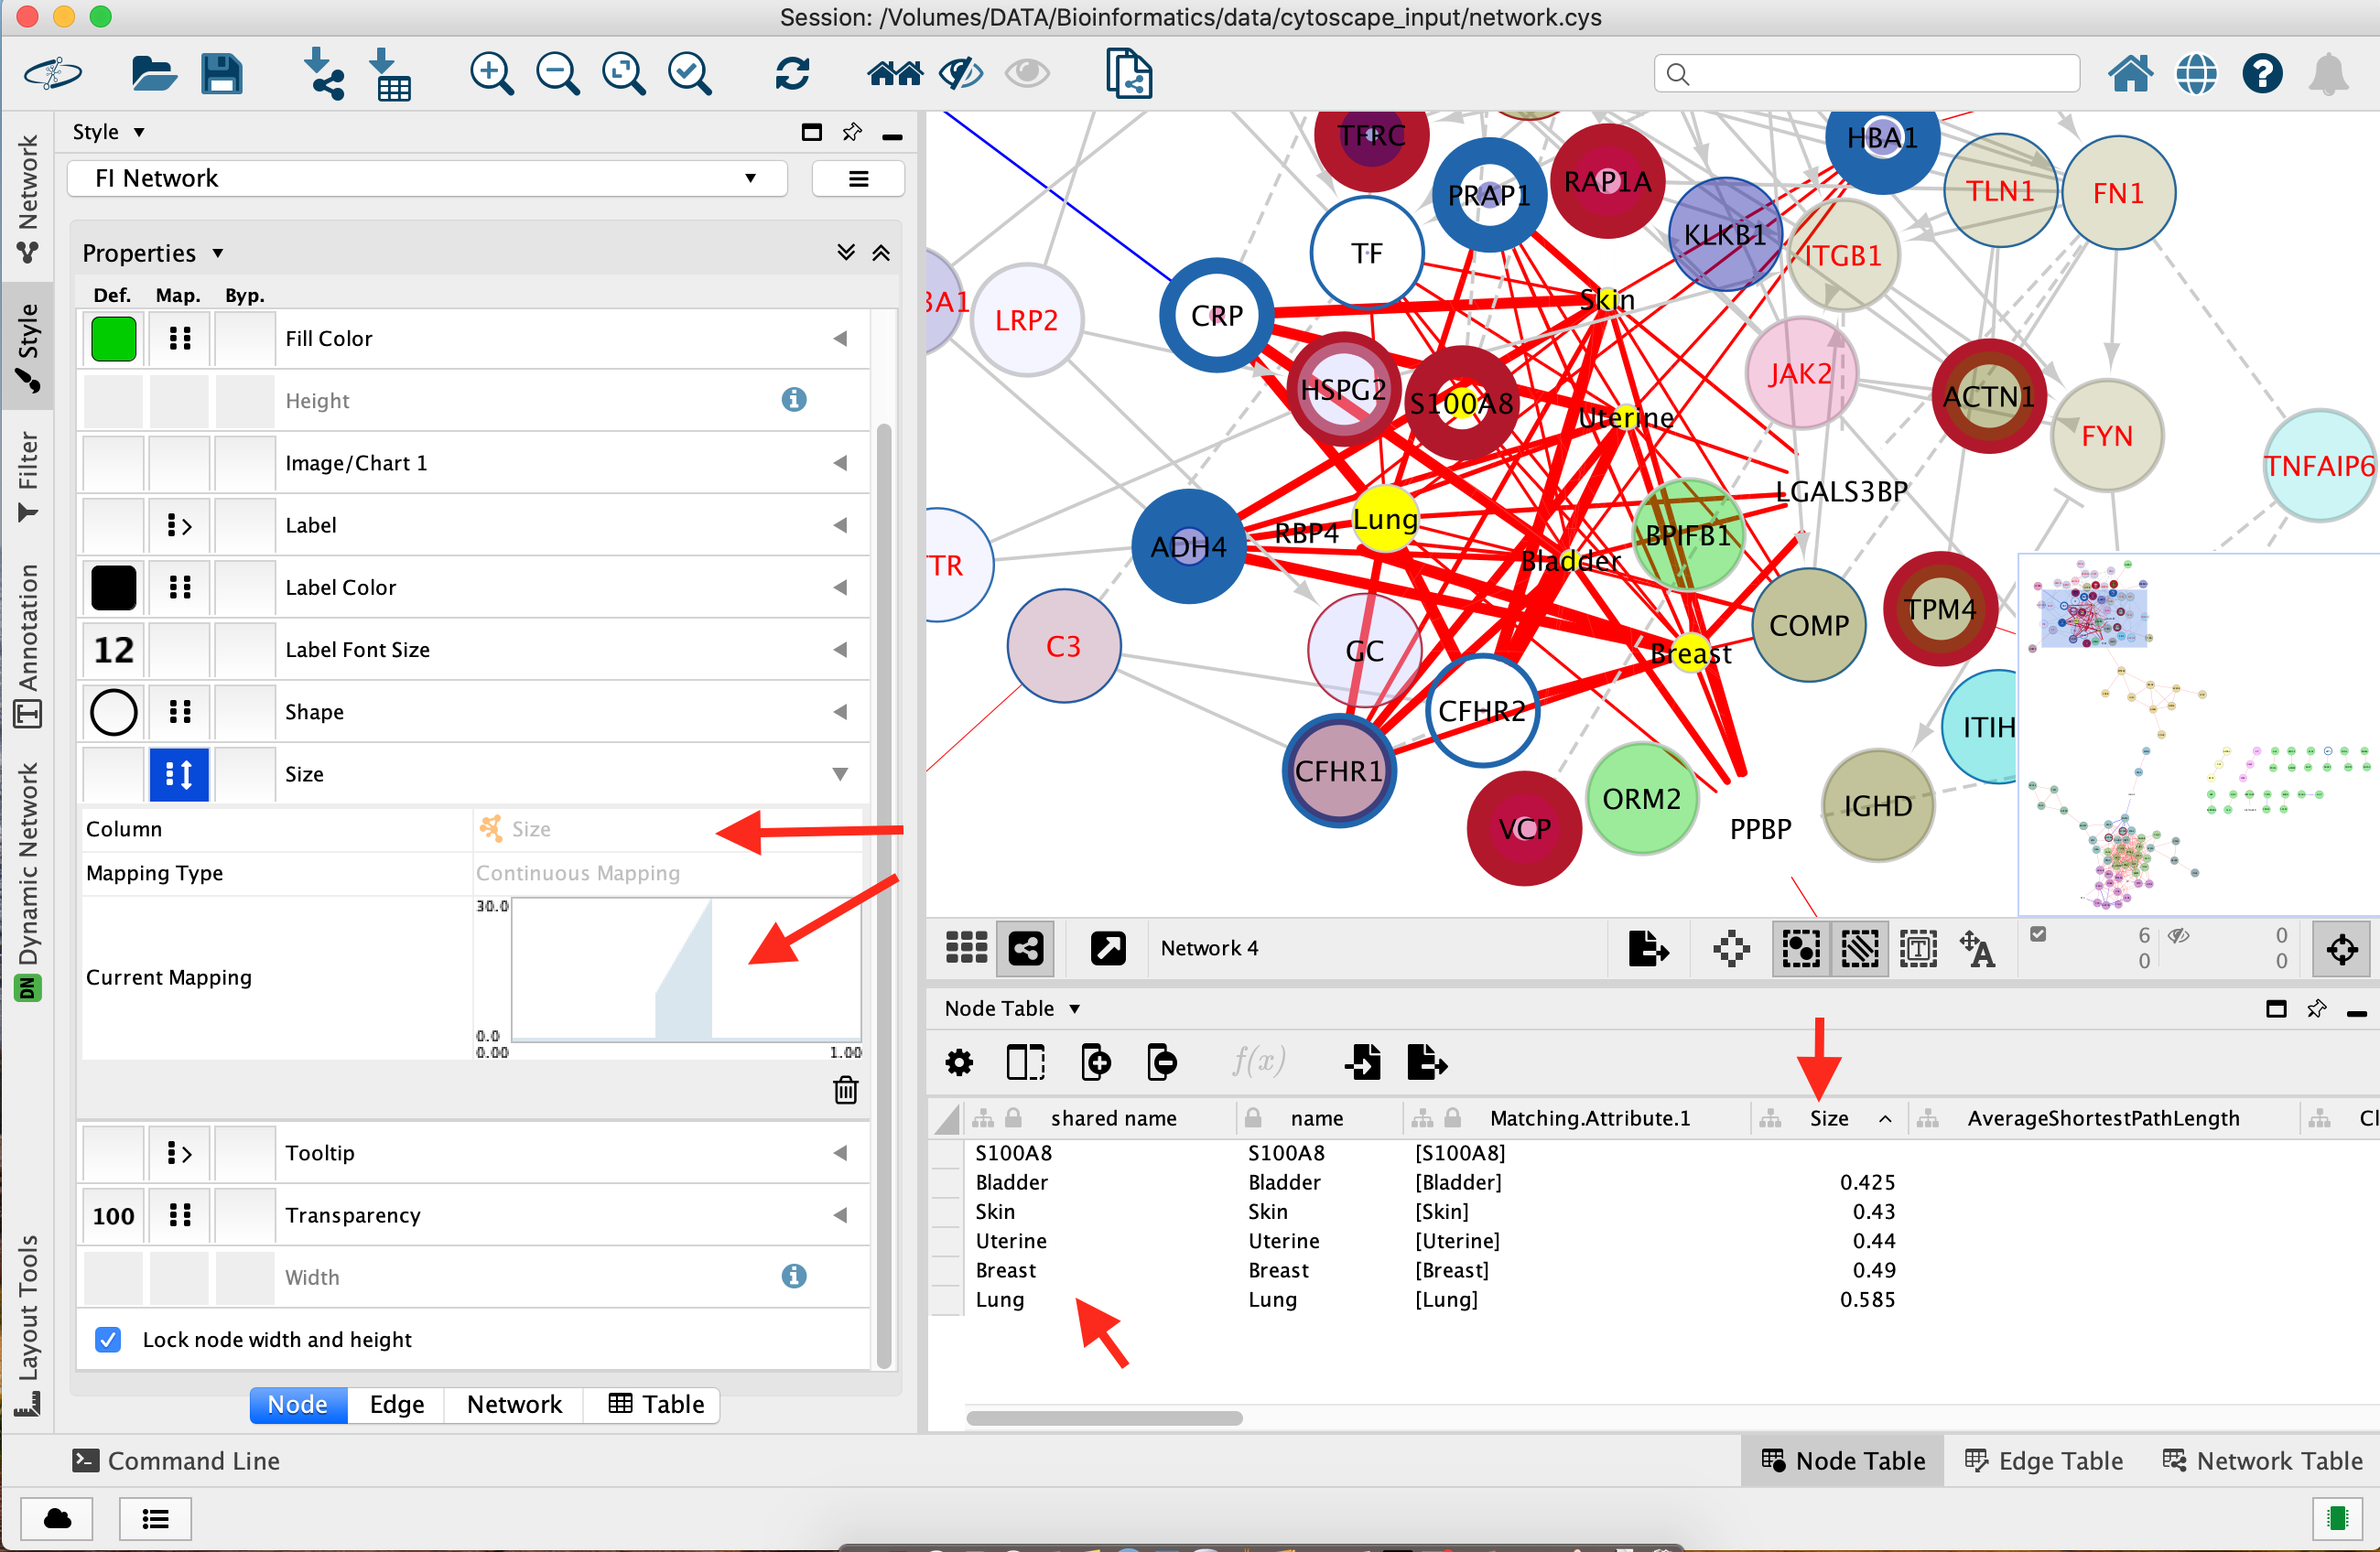 Session: /Volumes/DATA/Bioinformatics/data/cytoscape_input/network.cys
Network
Style
Filter
Annotation
Dynamic Network
DN
Layout Tools
Style
FI Network
Properties
Def. Map. Byp.
Fill Color
Height
Image/Chart 1
Label
Label Color
12 Label Font Size
Shape
Size
Column Size
Mapping Type Continuous Mapping
Current Mapping
30.0
0.0
0.00 1.00
Tooltip
100 Transparency
Width
Lock node width and height
Node Edge Network Table
TFRC
HBA1
PRAP1
RAP1A
TLN1
FN1
KLKB1
TF
ITGB1
BA1
LRP2
CRP
Skin
JAK2
HSPG2
S100A8
Uterine
ACTN1
FYN
TNFAIP6
LGALS3BP
Lung
RBP4
BPIFB1
ADH4
Bladder
TR
TPM4
COMP
C3
GC
Breast
CFHR2
ITIH
CFHR1
ORM2
IGHD
VCP
PPBP
Network 4
6 0
0 0
Node Table
f(x)
shared name name Matching.Attribute.1 Size AverageShortestPathLength Cl
S100A8 S100A8 [S100A8]
Bladder Bladder [Bladder] 0.425
Skin Skin [Skin] 0.43
Uterine Uterine [Uterine] 0.44
Breast Breast [Breast] 0.49
Lung Lung [Lung] 0.585
Command Line
Node Table Edge Table Network Table